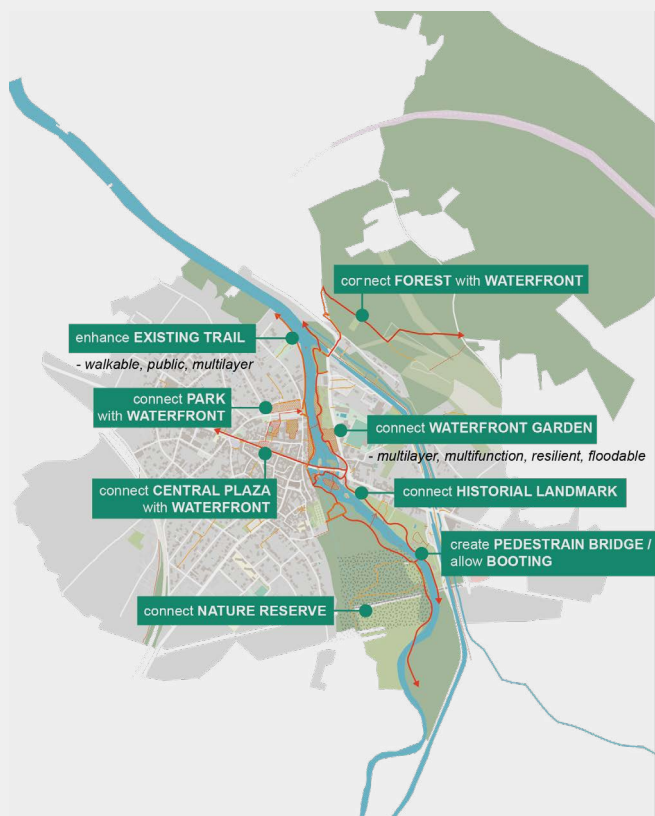 connect FOREST with WATERFRONT
enhance EXISTING TRAIL
- walkable, public, multilayer
connect PARK
with WATERFRONT
connect WATERFRONT GARDEN
- multilayer, multifunction, resilient, floodable
connect CENTRAL PLAZA
with WATERFRONT
connect HISTORIAL LANDMARK
create PEDESTRAIN BRIDGE /
allow BOOTING
connect NATURE RESERVE